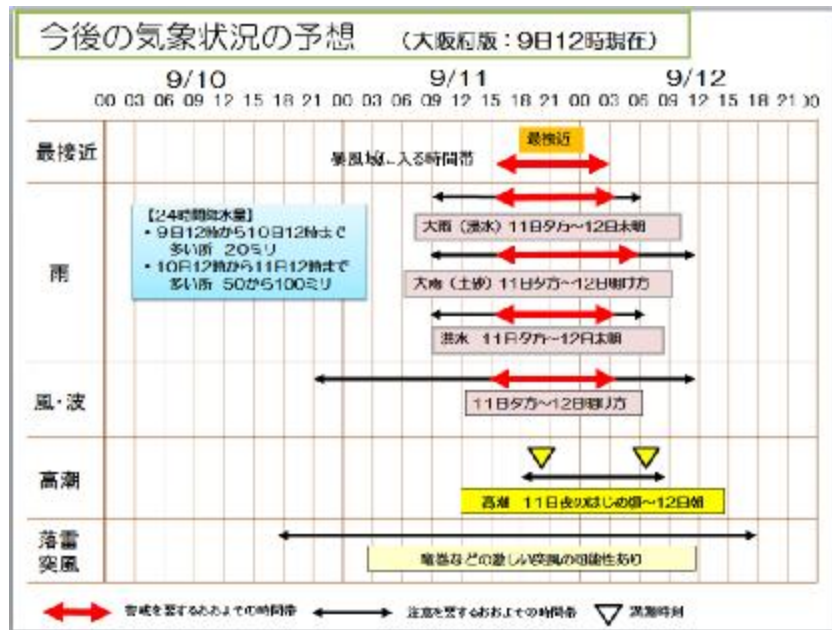 今後の気象状況の予想 (大阪府版:9日12時現在)
9/10 9/11 9/12
00 03 06 09 12 15 18 21 00 03 06 09 12 15 18 21 00 03 06 09 12 15 18 21 00
最接近
最接近
暴風域に入る時間帯
雨
【24時間降水量】
・9日12時から10日12時まで
多い所 20ミリ
・10日12時から11日12時まで
多い所 50から100ミリ
大雨(浸水)11日夕方~12日未明
大雨(土砂)11日夕方~12日明け方
洪水 11日夕方~12日未明
風・波
11日夕方~12日明け方
高潮
高潮 11日夜のはじめ頃~12日朝
落雷
突風
竜巻などの激しい突風の可能性あり
警戒を要するおおよその時間帯 注意を要するおおよその時間帯 満潮時刻